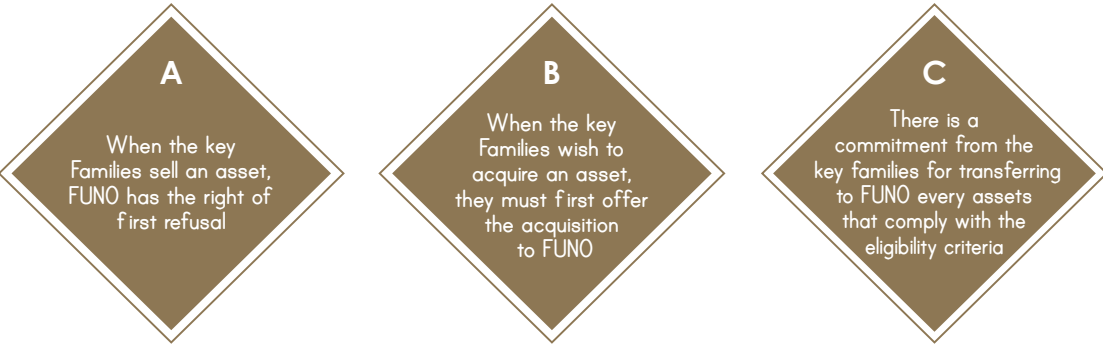 A
When the key
Families sell an asset,
FUNO has the right of
first refusal
B
When the key
Families wish to
acquire an asset,
they must first offer
the acquisition
to FUNO
C
There is a
commitment from the
key families for transferring
to FUNO every assets
that comply with the
eligibility criteria